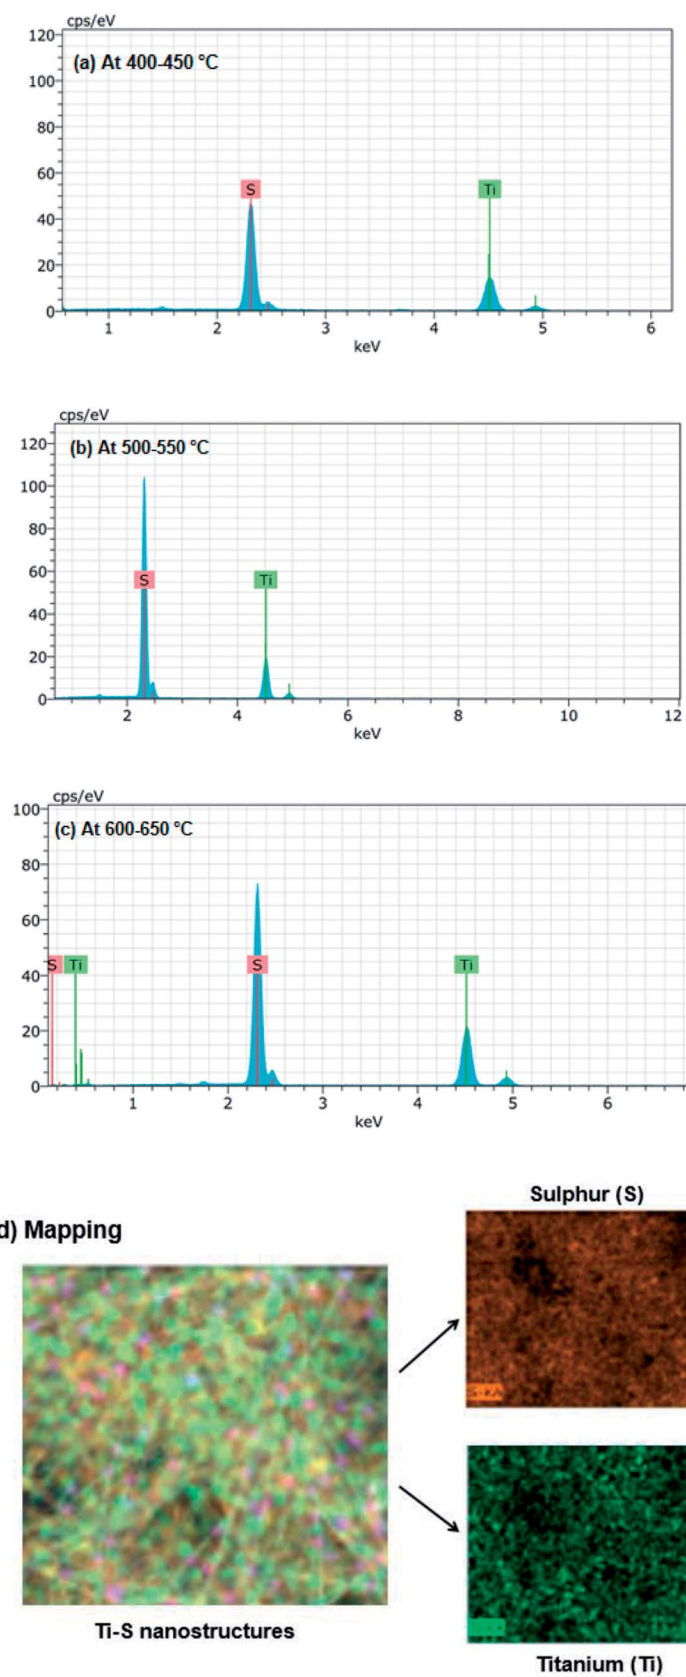 cps/eV
(a) At 400-450 °C
120
100
80
60
40
20
0
S
Ti
1 2 3 4 5 6
keV
cps/eV
(b) At 500-550 °C
120
100
80
60
40
20
0
S
Ti
2 4 6 8 10 12
keV
cps/eV
(c) At 600-650 °C
100
80
60
40
20
0
S Ti S Ti
1 2 3 4 5 6
keV
Sulphur (S)
d) Mapping
Ti-S nanostructures
Titanium (Ti)